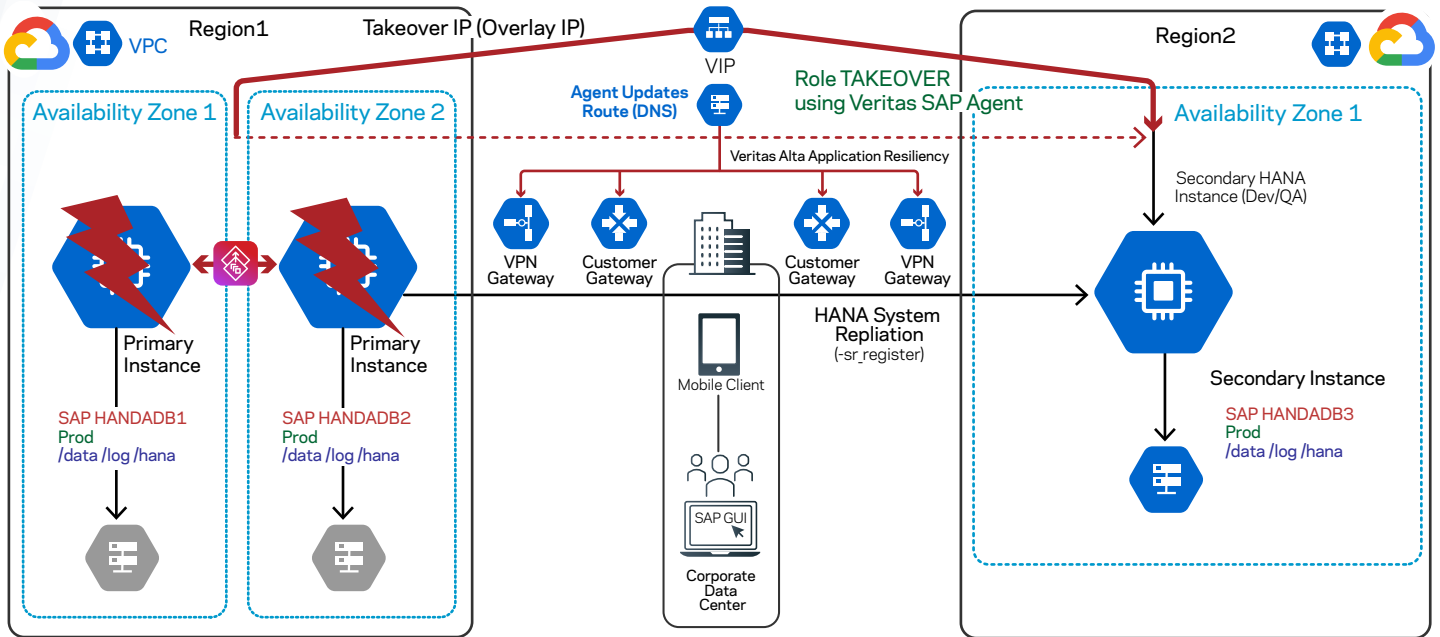 Region1
VPC
Takeover IP (Overlay IP)
VIP
Agent Updates
Route (DNS)
Role TAKEOVER
using Veritas SAP Agent
Region2
Availability Zone 1
Availability Zone 2
Availability Zone 1
Veritas Alta Application Resiliency
Secondary HANA
Instance (Dev/QA)
VPN
Gateway
Customer
Gateway
Customer
Gateway
VPN
Gateway
HANA System
Repliation
(-sr_register)
Primary
Instance
Primary
Instance
Mobile Client
Secondary Instance
SAP HANDADB1
Prod
/data /log /hana
SAP HANDADB2
Prod
/data /log /hana
SAP HANDADB3
Prod
/data /log /hana
SAP GUI
Corporate
Data
Center